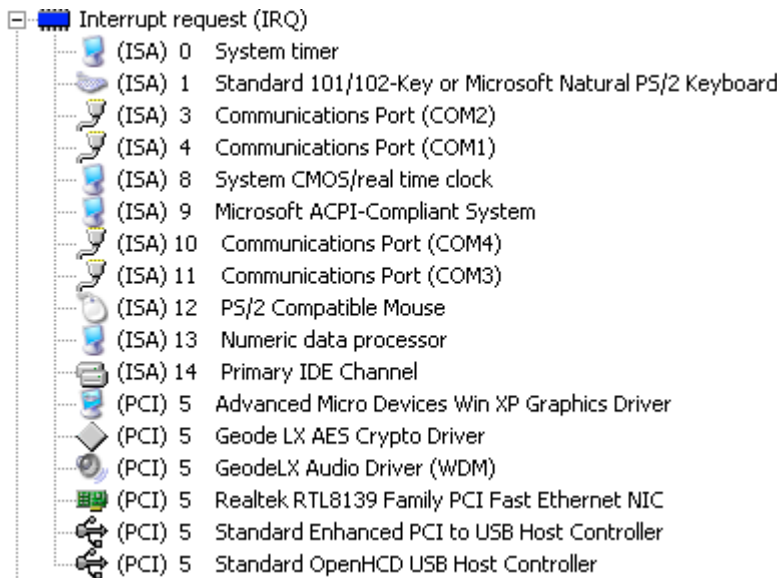 Interrupt request (IRQ)
(ISA) 0 System timer
(ISA) 1 Standard 101/102-Key or Microsoft Natural PS/2 Keyboard
(ISA) 3 Communications Port (COM2)
(ISA) 4 Communications Port (COM1)
(ISA) 8 System CMOS/real time clock
(ISA) 9 Microsoft ACPI-Compliant System
(ISA) 10 Communications Port (COM4)
(ISA) 11 Communications Port (COM3)
(ISA) 12 PS/2 Compatible Mouse
(ISA) 13 Numeric data processor
(ISA) 14 Primary IDE Channel
(PCI) 5 Advanced Micro Devices Win XP Graphics Driver
(PCI) 5 Geode LX AES Crypto Driver
(PCI) 5 GeodeLX Audio Driver (WDM)
(PCI) 5 Realtek RTL8139 Family PCI Fast Ethernet NIC
(PCI) 5 Standard Enhanced PCI to USB Host Controller
(PCI) 5 Standard OpenHCD USB Host Controller